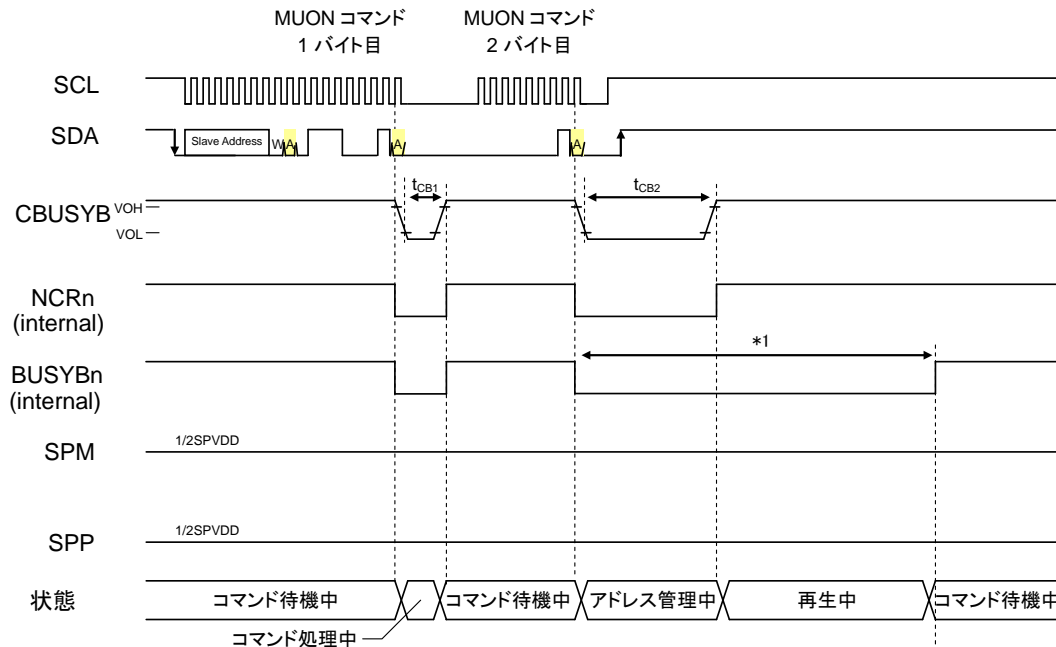 MUON コマンド
1 バイト目
MUON コマンド
2 バイト目
SCL
SDA
Slave Address
W
A
A
A
tCB1
tCB2
CBUSYB
VOH
VOL
NCRn
(internal)
*1
BUSYBn
(internal)
1/2SPVDD
SPM
1/2SPVDD
SPP
状態
コマンド待機中
コマンド待機中
アドレス管理中
再生中
コマンド待機中
コマンド処理中